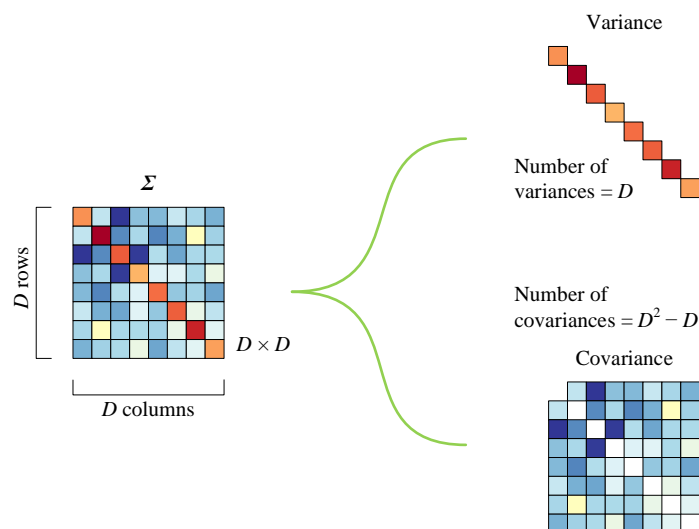 Variance
Number of
variances = D
Σ
D rows
D × D
D columns
Number of
covariances = D² − D
Covariance